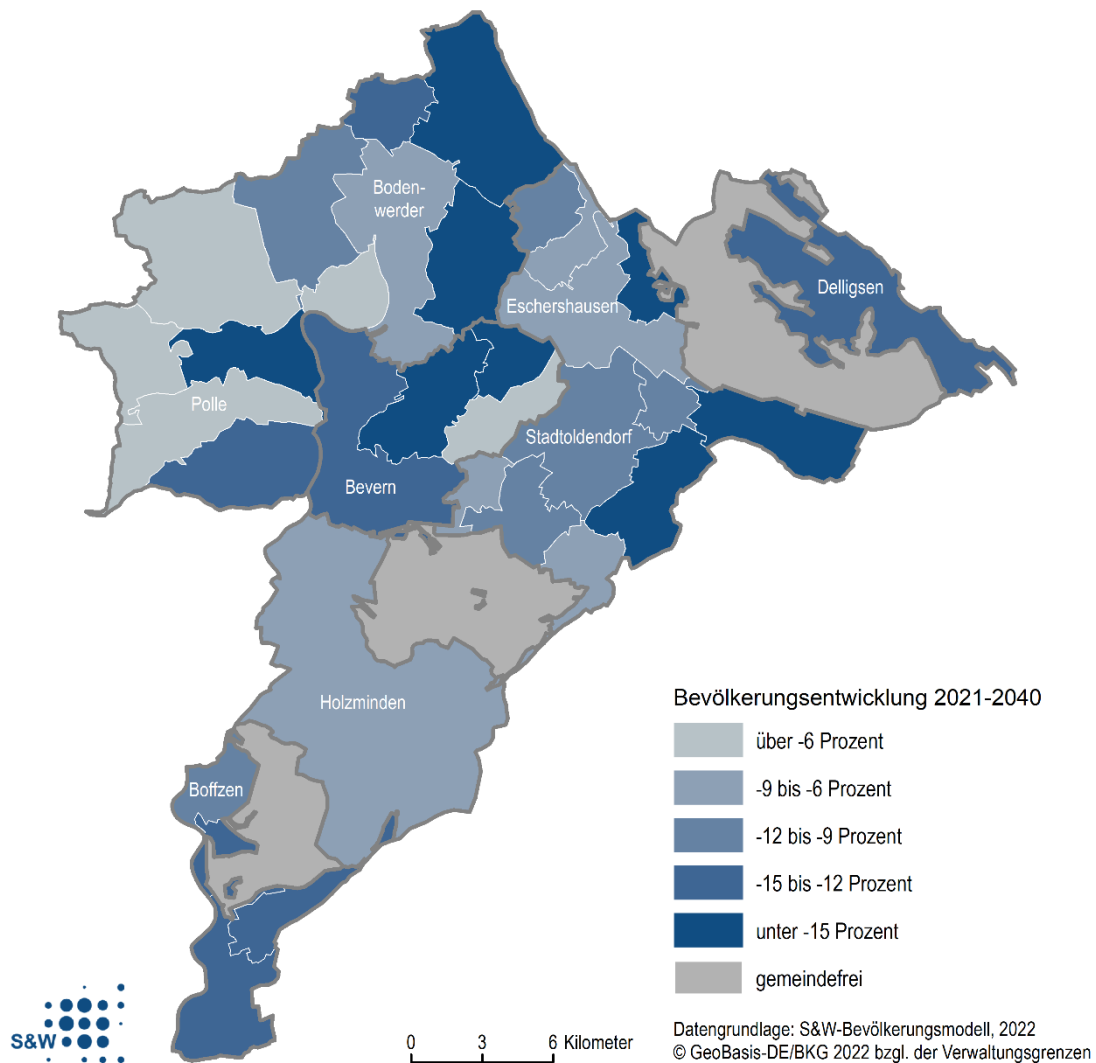 Boden-
werder
Delligsen
Eschershausen
Polle
Stadtoldendorf
Bevern
Holzminden
Boffzen
Bevölkerungsentwicklung 2021-2040
über -6 Prozent
-9 bis -6 Prozent
-12 bis -9 Prozent
-15 bis -12 Prozent
unter -15 Prozent
gemeindefrei
S&W
0 3 6 Kilometer
Datengrundlage: S&W-Bevölkerungsmodell, 2022
© GeoBasis-DE/BKG 2022 bzgl. der Verwaltungsgrenzen